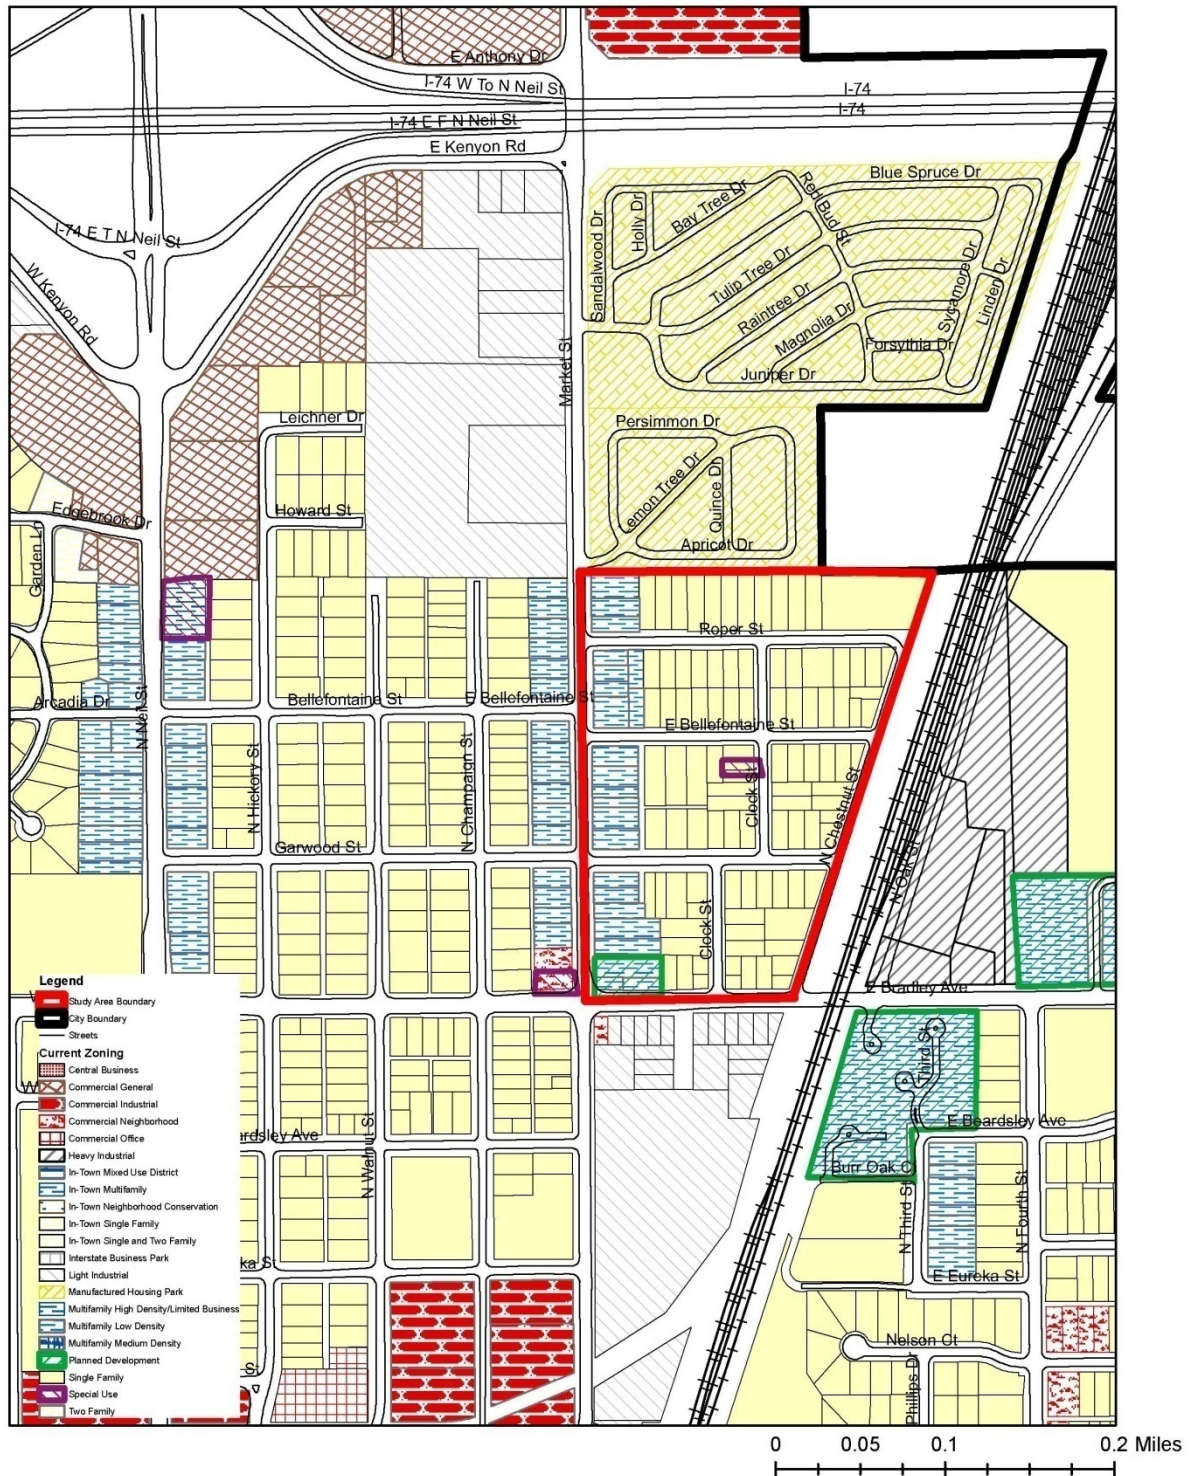 E Anthony Dr
I-74 W To N Neil St
I-74
I-74
I-74 E F N Neil St
E Kenyon Rd
Blue Spruce Dr
Red Bud St
Bay Tree Dr
Holly Dr
Sandalwood Dr
I-74 E T N Neil St
W Kenyon Rd
Tulip Tree Dr
Raintree Dr
Magnolia Dr
Sycamore Dr
Linden Dr
Forsythia Dr
Juniper Dr
Market St
Leichner Dr
Persimmon Dr
Lemon Tree Dr
Quince Dr
Apricot Dr
Howard St
Edgebrook Dr
Garden Ln
Roper St
Arcadia Dr
Bellefontaine St
E Bellefontaine St
E Bellefontaine St
N Neil St
N Hickory St
N Champaign St
Clock St
N Chestnut St
Garwood St
N Oak St
Clock St
E Bradley Ave
Third St
E Beardsley Ave
ardsley Ave
N Walnut St
Burr Oak C
N Third St
N Fourth St
ka St
E Eureka St
Nelson Ct
Phillips Dr
St
W
Legend
Study Area Boundary
City Boundary
Streets
Current Zoning
Central Business
Commercial General
Commercial Industrial
Commercial Neighborhood
Commercial Office
Heavy Industrial
In-Town Mixed Use District
In-Town Multifamily
In-Town Neighborhood Conservation
In-Town Single Family
In-Town Single and Two Family
Interstate Business Park
Light Industrial
Manufactured Housing Park
Multifamily High Density/Limited Business
Multifamily Low Density
Multifamily Medium Density
Planned Development
Single Family
Special Use
Two Family
0 0.05 0.1 0.2 Miles